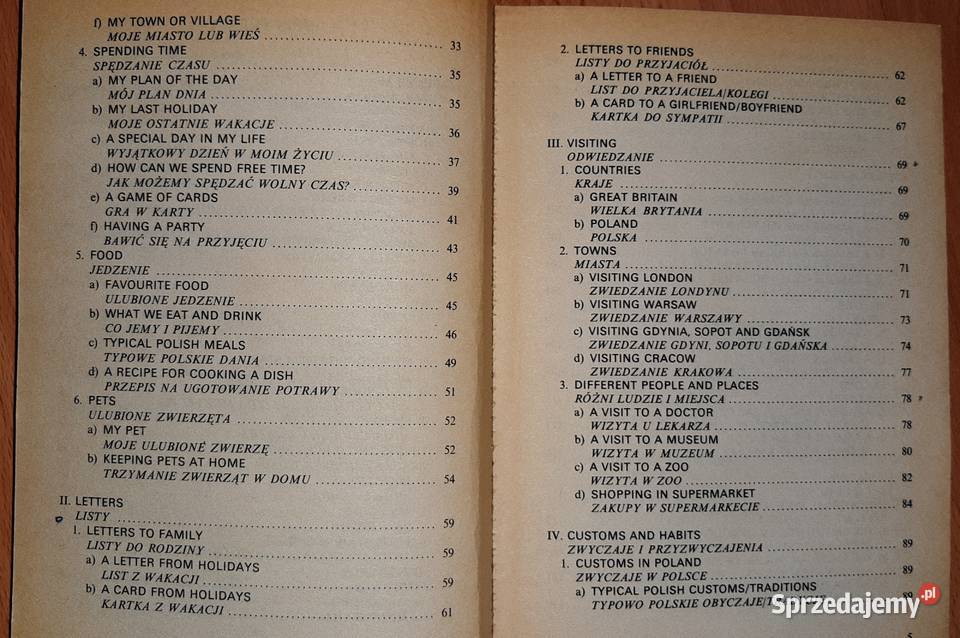 f) MY TOWN OR VILLAGE
MOJE MIASTO LUB WIEŚ ........ 33
4. SPENDING TIME
SPĘDZANIE CZASU ........ 35
a) MY PLAN OF THE DAY
MÓJ PLAN DNIA ........ 35
b) MY LAST HOLIDAY
MOJE OSTATNIE WAKACJE ........ 36
c) A SPECIAL DAY IN MY LIFE
WYJĄTKOWY DZIEŃ W MOIM ŻYCIU ........ 37
d) HOW CAN WE SPEND FREE TIME?
JAK MOŻEMY SPĘDZAĆ WOLNY CZAS? ........ 39
e) A GAME OF CARDS
GRA W KARTY ........ 41
f) HAVING A PARTY
BAWIĆ SIĘ NA PRZYJĘCIU ........ 43
5. FOOD
JEDZENIE ........ 45
a) FAVOURITE FOOD
ULUBIONE JEDZENIE ........ 45
b) WHAT WE EAT AND DRINK
CO JEMY I PIJEMY ........ 46
c) TYPICAL POLISH MEALS
TYPOWE POLSKIE DANIA ........ 49
d) A RECIPE FOR COOKING A DISH
PRZEPIS NA UGOTOWANIE POTRAWY ........ 51
6. PETS
ULUBIONE ZWIERZĘTA ........ 52
a) MY PET
MOJE ULUBIONE ZWIERZĘ ........ 52
b) KEEPING PETS AT HOME
TRZYMANIE ZWIERZĄT W DOMU ........ 54
II. LETTERS
LISTY ........ 59
1. LETTERS TO FAMILY
LISTY DO RODZINY ........ 59
a) A LETTER FROM HOLIDAYS
LIST Z WAKACJI ........ 59
b) A CARD FROM HOLIDAYS
KARTKA Z WAKACJI ........ 61
2. LETTERS TO FRIENDS
LISTY DO PRZYJACIÓŁ ........ 62
a) A LETTER TO A FRIEND
LIST DO PRZYJACIELA/KOLEGI ........ 62
b) A CARD TO A GIRLFRIEND/BOYFRIEND
KARTKA DO SYMPATII ........ 67
III. VISITING
ODWIEDZANIE ........ 69
1. COUNTRIES
KRAJE ........ 69
a) GREAT BRITAIN
WIELKA BRYTANIA ........ 69
b) POLAND
POLSKA ........ 70
2. TOWNS
MIASTA ........ 71
a) VISITING LONDON
ZWIEDZANIE LONDYNU ........ 71
b) VISITING WARSAW
ZWIEDZANIE WARSZAWY ........ 73
c) VISITING GDYNIA, SOPOT AND GDAŃSK
ZWIEDZANIE GDYNI, SOPOTU I GDAŃSKA ........ 74
d) VISITING CRACOW
ZWIEDZANIE KRAKOWA ........ 77
3. DIFFERENT PEOPLE AND PLACES
RÓŻNI LUDZIE I MIEJSCA ........ 78
a) A VISIT TO A DOCTOR
WIZYTA U LEKARZA ........ 78
b) A VISIT TO A MUSEUM
WIZYTA W MUZEUM ........ 80
c) A VISIT TO A ZOO
WIZYTA W ZOO ........ 82
d) SHOPPING IN SUPERMARKET
ZAKUPY W SUPERMARKECIE ........ 84
IV. CUSTOMS AND HABITS
ZWYCZAJE I PRZYZWYCZAJENIA ........ 89
1. CUSTOMS IN POLAND
ZWYCZAJE W POLSCE ........ 89
a) TYPICAL POLISH CUSTOMS/TRADITIONS
TYPOWO POLSKIE OBYCZAJE/ 89
5
Sprzedajemy.pl